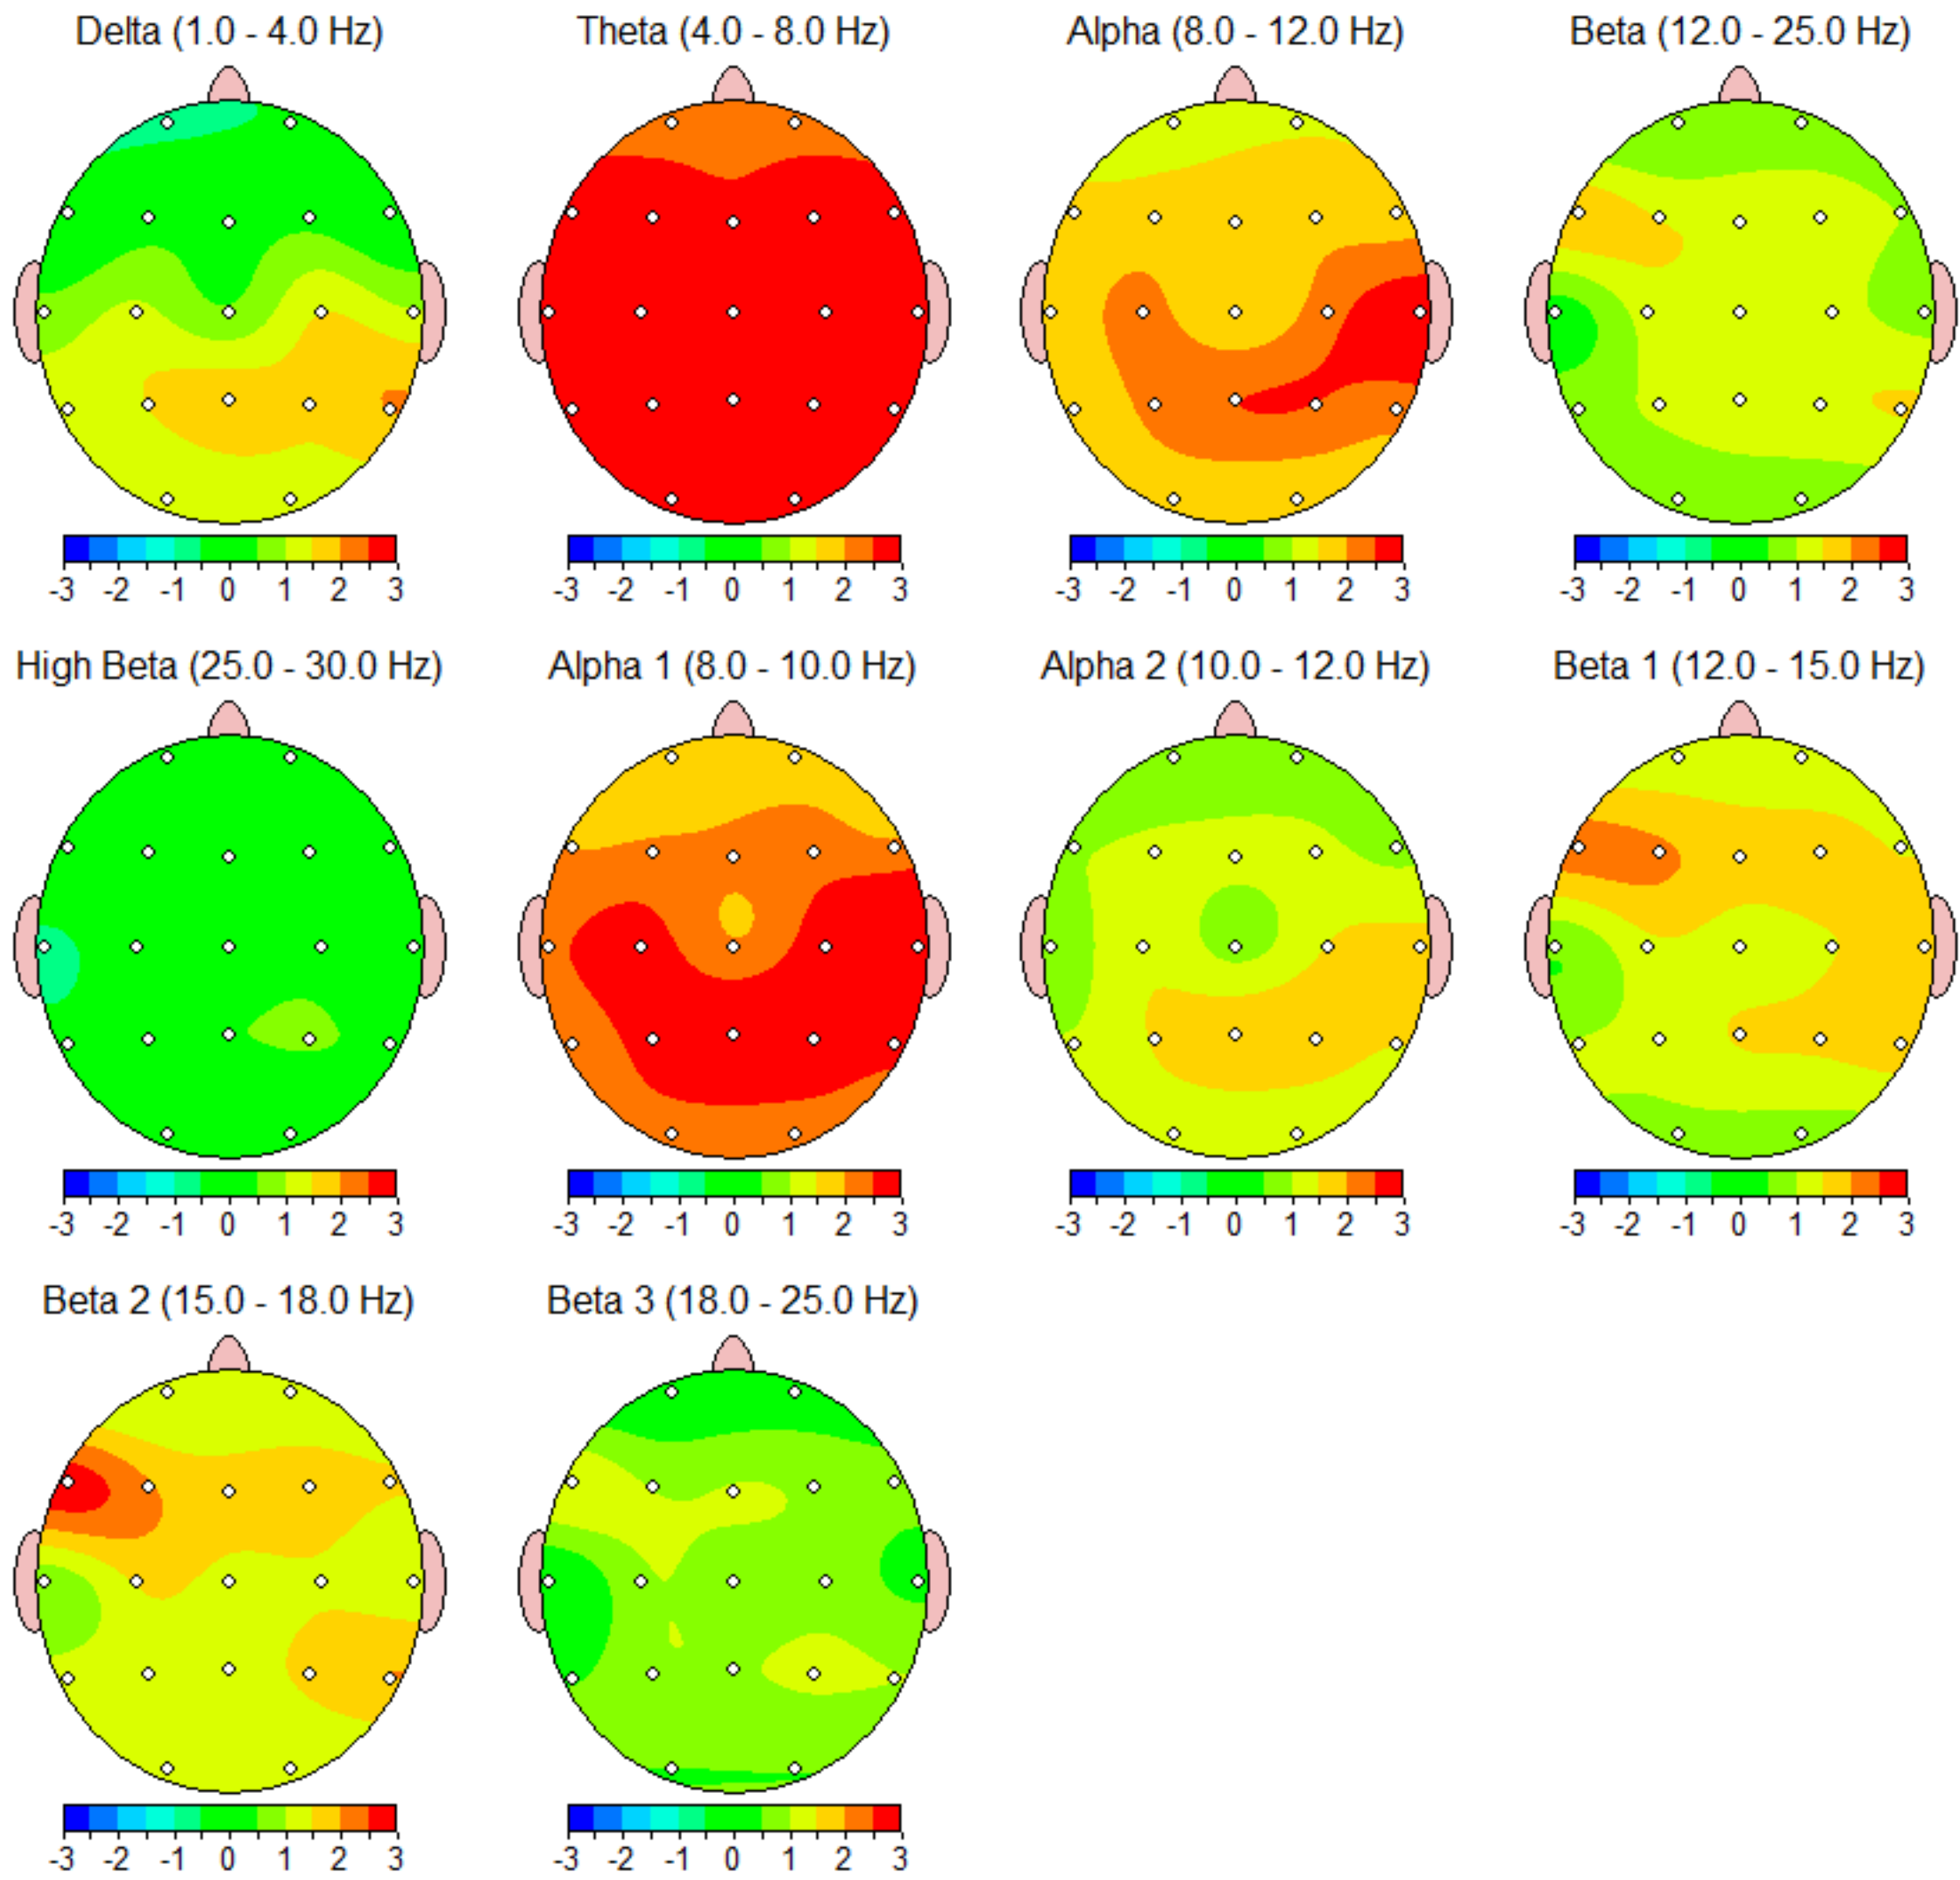 Delta (1.0 - 4.0 Hz) Theta (4.0 - 8.0 Hz) Alpha (8.0 - 12.0 Hz) Beta (12.0 - 25.0 Hz)
-3 -2 -1 0 1 2 3 -3 -2 -1 0 1 2 3 -3 -2 -1 0 1 2 3 -3 -2 -1 0 1 2 3
High Beta (25.0 - 30.0 Hz) Alpha 1 (8.0 - 10.0 Hz) Alpha 2 (10.0 - 12.0 Hz) Beta 1 (12.0 - 15.0 Hz)
-3 -2 -1 0 1 2 3 -3 -2 -1 0 1 2 3 -3 -2 -1 0 1 2 3 -3 -2 -1 0 1 2 3
Beta 2 (15.0 - 18.0 Hz) Beta 3 (18.0 - 25.0 Hz)
-3 -2 -1 0 1 2 3 -3 -2 -1 0 1 2 3